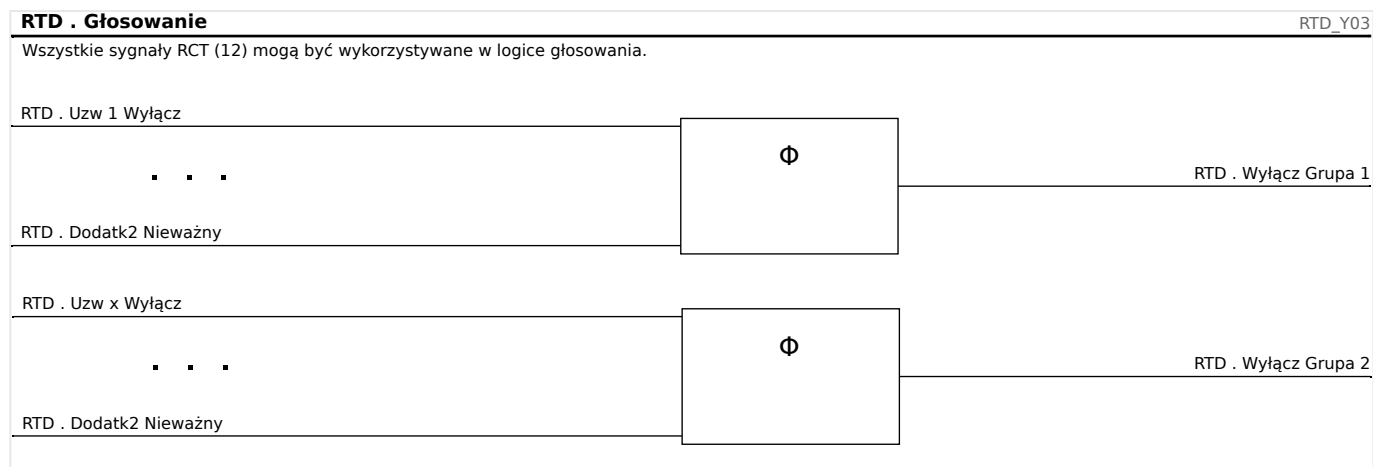 RTD . Głosowanie
RTD_Y03
Wszystkie sygnały RCT (12) mogą być wykorzystywane w logice głosowania.
RTD . Uzw 1 Wyłącz
Φ
. . .
RTD . Wyłącz Grupa 1
RTD . Dodatk2 Nieważny
RTD . Uzw x Wyłącz
Φ
. . .
RTD . Wyłącz Grupa 2
RTD . Dodatk2 Nieważny